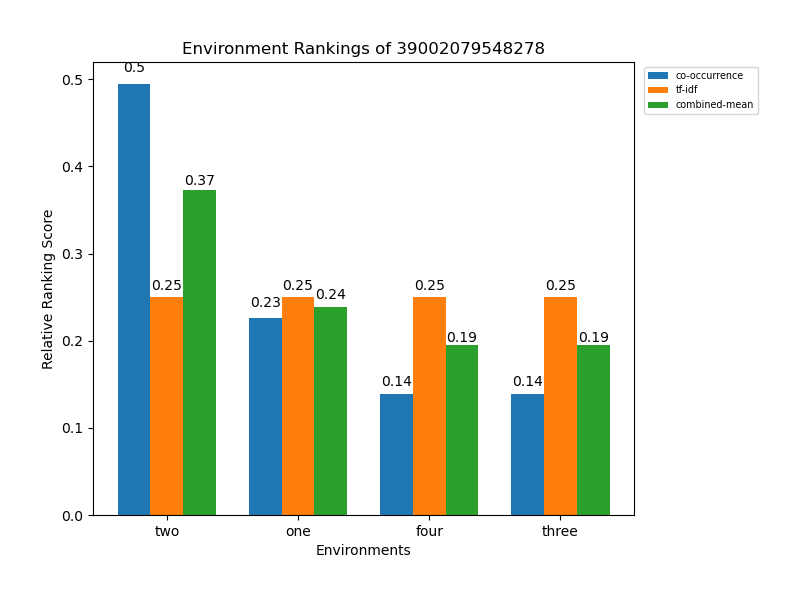 Environment Rankings of 39002079548278
co-occurrence
tf-idf
combined-mean
Relative Ranking Score
0.5
0.4
0.3
0.2
0.1
0.0
0.5
0.25
0.37
0.23
0.25
0.24
0.14
0.25
0.19
0.14
0.25
0.19
two one four three
Environments